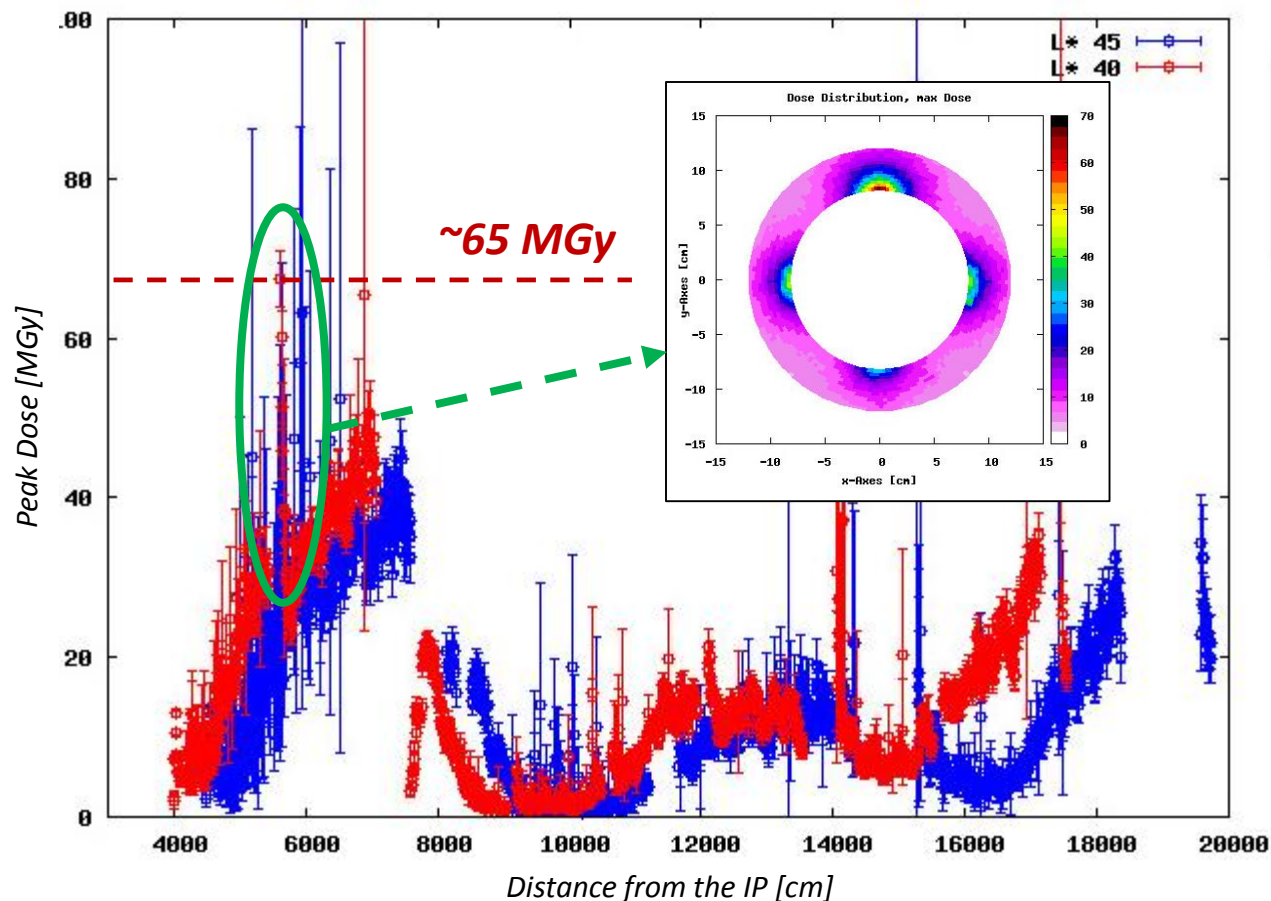 .00
80
60
40
20
0
Peak Dose [MGy]
L* 45
L* 40
~65 MGy
Dose Distribution, max Dose
15
10
5
0
-5
-10
-15
y-Axes [cm]
-15 -10 -5 0 5 10 15
x-Axes [cm]
70
60
50
40
30
20
10
0
4000 6000 8000 10000 12000 14000 16000 18000 20000
Distance from the IP [cm]